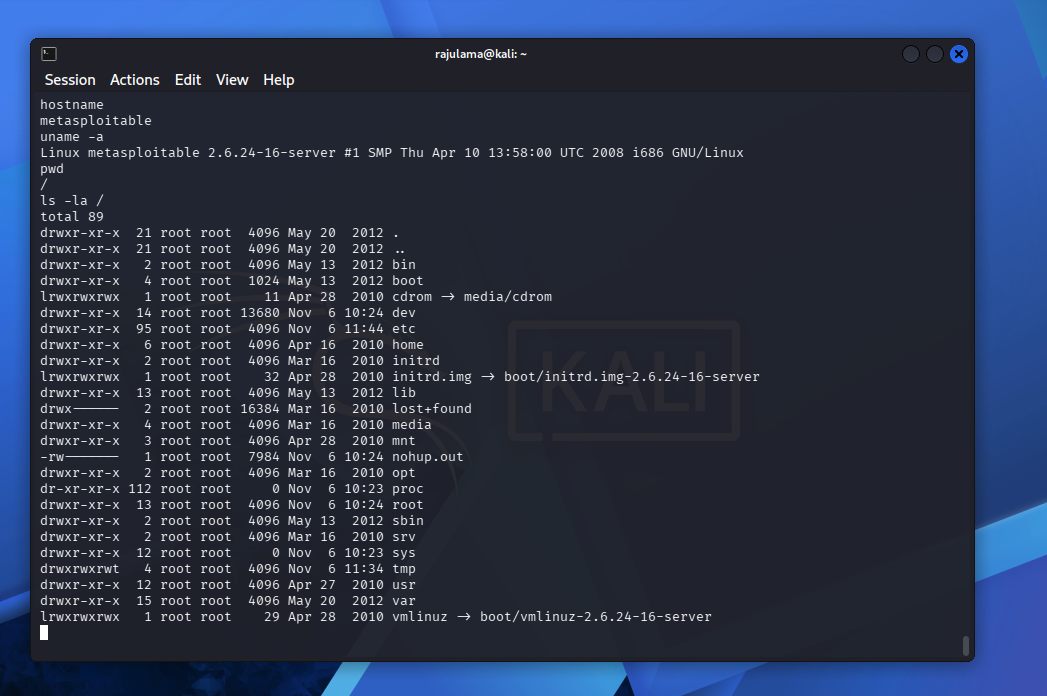 rajulama@kali: ~
Session Actions Edit View Help
hostname
metasploitable
uname -a
Linux metasploitable 2.6.24-16-server #1 SMP Thu Apr 10 13:58:00 UTC 2008 i686 GNU/Linux
pwd
/
ls -la /
total 89
drwxr-xr-x  21 root root  4096 May 20  2012 .
drwxr-xr-x  21 root root  4096 May 20  2012 ..
drwxr-xr-x   2 root root  4096 May 13  2012 bin
drwxr-xr-x   4 root root  1024 May 13  2012 boot
lrwxrwxrwx   1 root root    11 Apr 28  2010 cdrom → media/cdrom
drwxr-xr-x  14 root root 13680 Nov  6 10:24 dev
drwxr-xr-x  95 root root  4096 Nov  6 11:44 etc
drwxr-xr-x   6 root root  4096 Apr 16  2010 home
drwxr-xr-x   2 root root  4096 Mar 16  2010 initrd
lrwxrwxrwx   1 root root    32 Apr 28  2010 initrd.img → boot/initrd.img-2.6.24-16-server
drwxr-xr-x  13 root root  4096 May 13  2012 lib
drwx------   2 root root 16384 Mar 16  2010 lost+found
drwxr-xr-x   4 root root  4096 Mar 16  2010 media
drwxr-xr-x   3 root root  4096 Apr 28  2010 mnt
-rw-------   1 root root  7984 Nov  6 10:24 nohup.out
drwxr-xr-x   2 root root  4096 Mar 16  2010 opt
dr-xr-xr-x 112 root root     0 Nov  6 10:23 proc
drwxr-xr-x  13 root root  4096 Nov  6 10:24 root
drwxr-xr-x   2 root root  4096 May 13  2012 sbin
drwxr-xr-x   2 root root  4096 Mar 16  2010 srv
drwxr-xr-x  12 root root     0 Nov  6 10:23 sys
drwxrwxrwt   4 root root  4096 Nov  6 11:34 tmp
drwxr-xr-x  12 root root  4096 Apr 27  2010 usr
drwxr-xr-x  15 root root  4096 May 20  2012 var
lrwxrwxrwx   1 root root    29 Apr 28  2010 vmlinuz → boot/vmlinuz-2.6.24-16-server
KALI